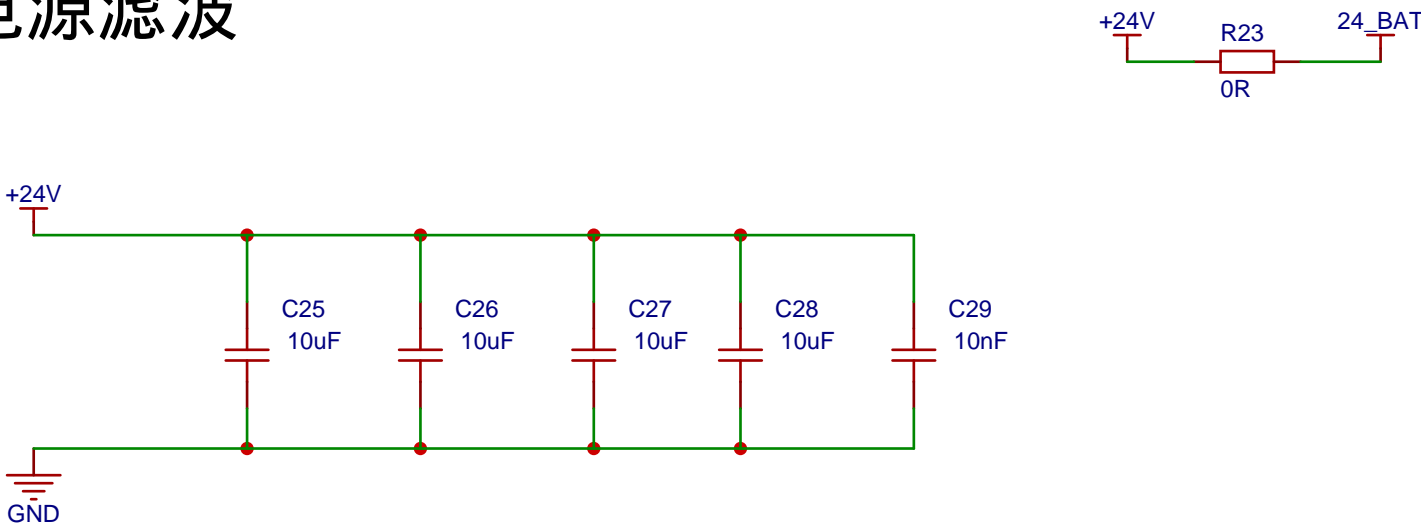 电源滤波
+24V
R23
24_BAT
0R
+24V
C25
10uF
C26
10uF
C27
10uF
C28
10uF
C29
10nF
GND